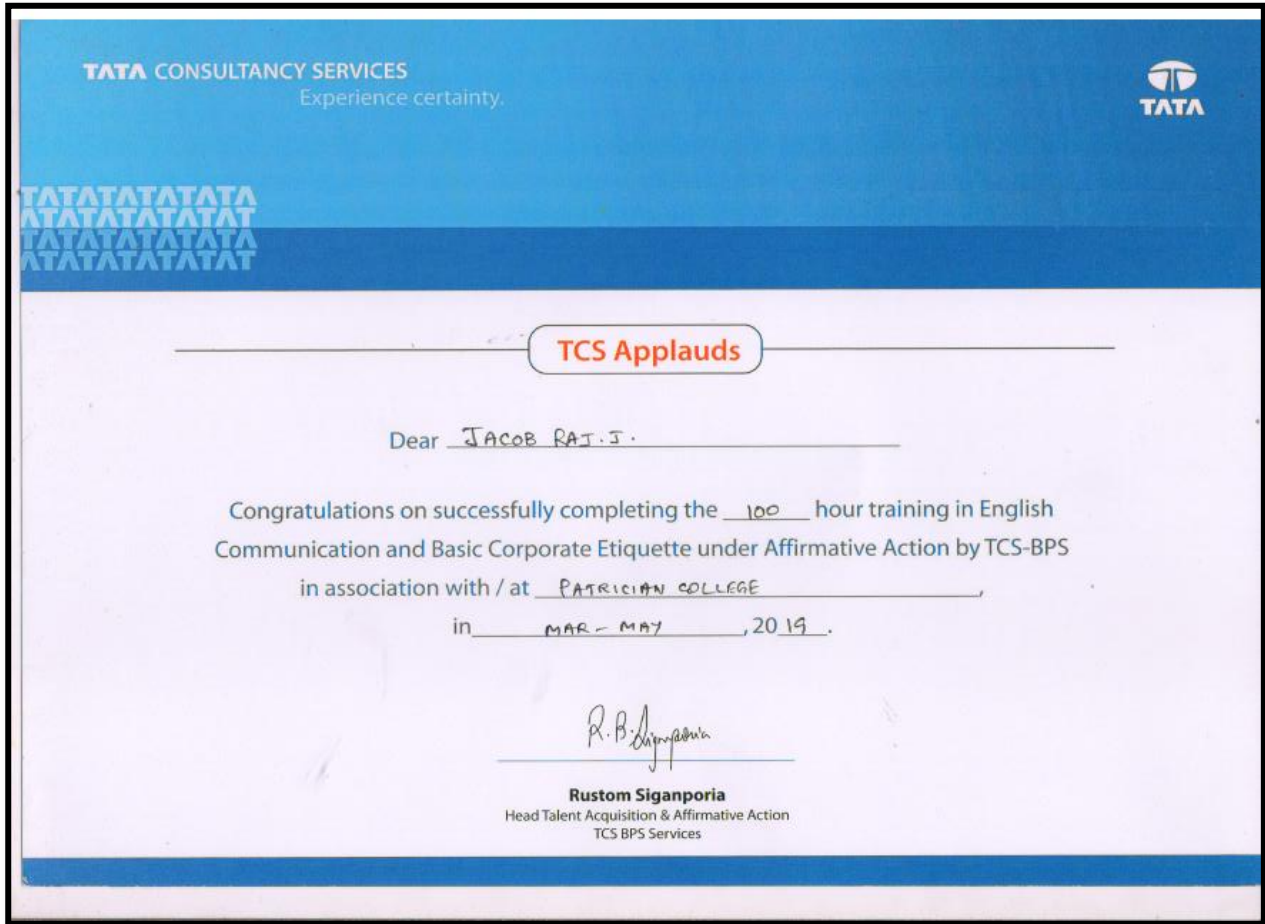 TATA CONSULTANCY SERVICES
Experience certainty.
TATA
TATATATATATA
ATATATATATAT
TATATATATATA
ATATATATATAT
TCS Applauds
Dear JACOB RAJ.J.
Congratulations on successfully completing the 100 hour training in English
Communication and Basic Corporate Etiquette under Affirmative Action by TCS-BPS
in association with / at PATRICIAN COLLEGE,
in MAR - MAY, 2019.
R.B. Siganporia
Rustom Siganporia
Head Talent Acquisition & Affirmative Action
TCS BPS Services